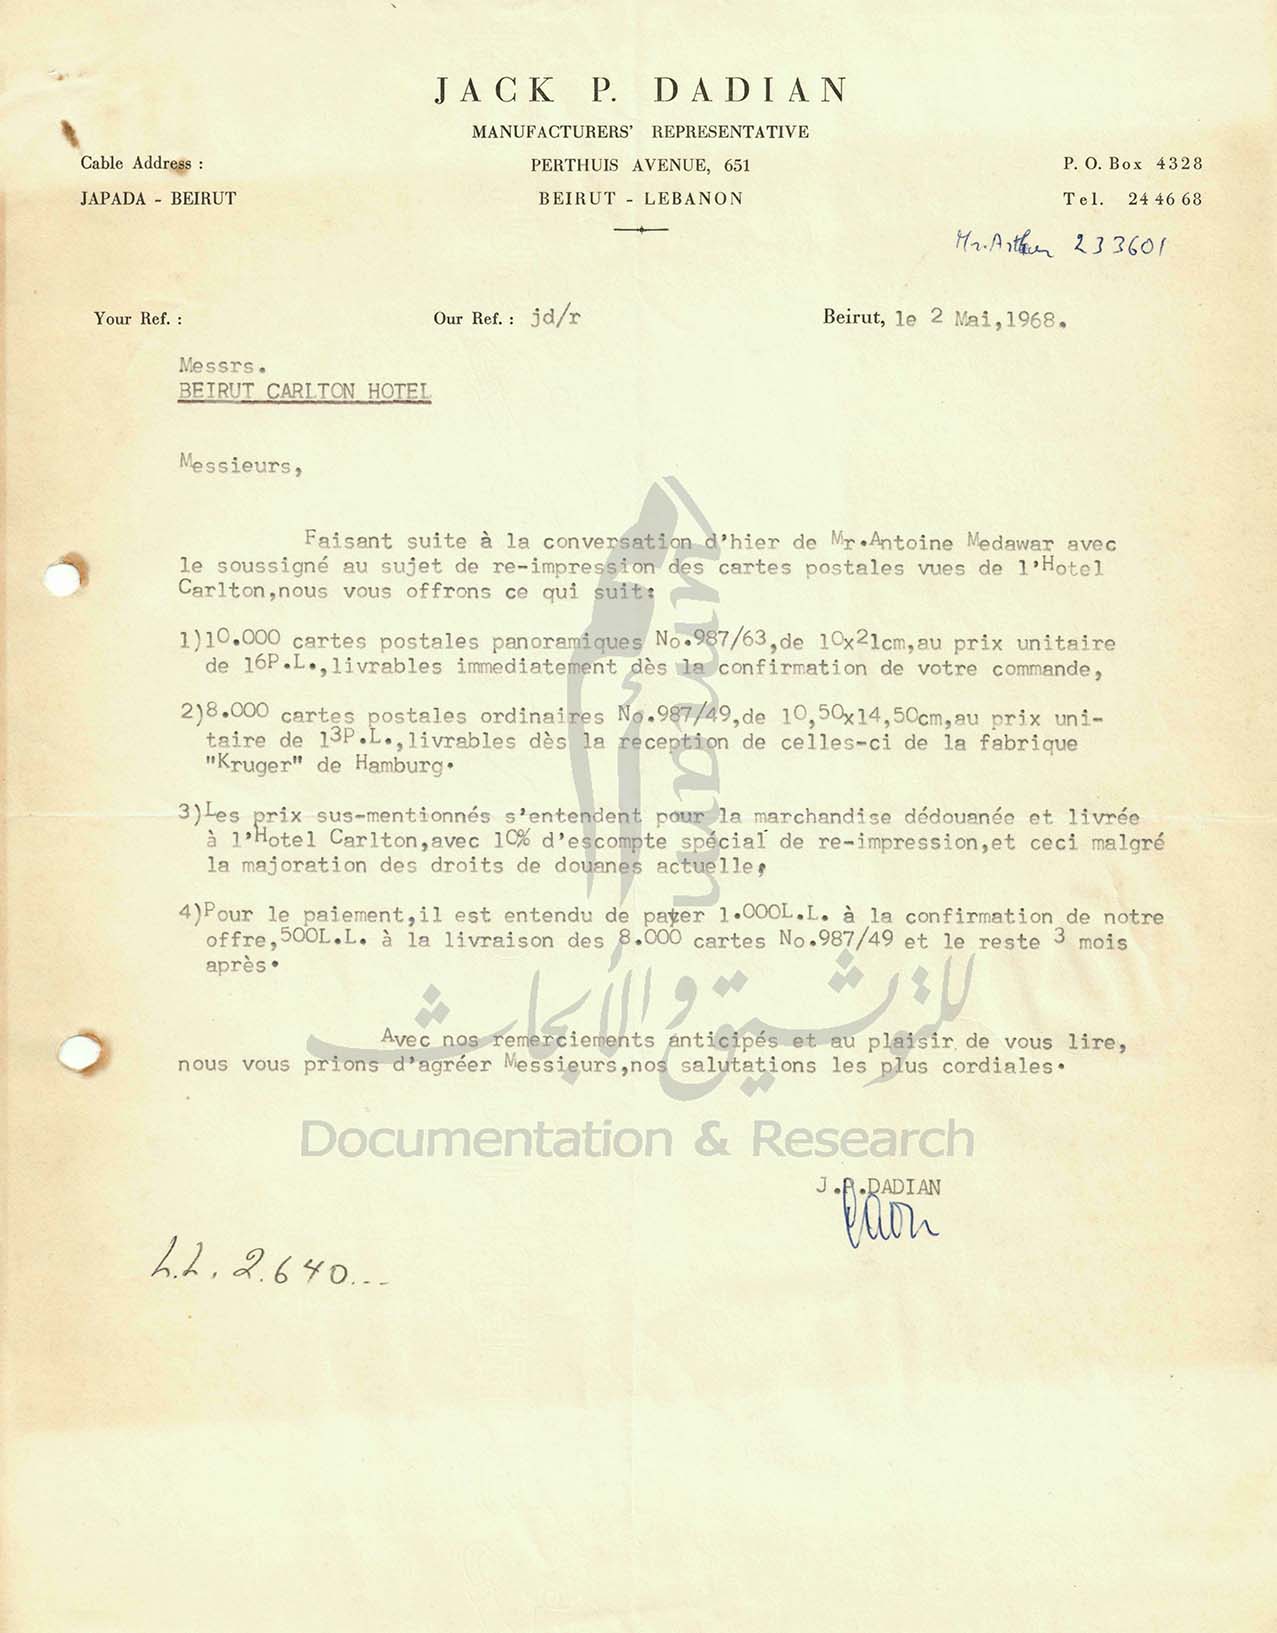 JACK P. DADIAN
MANUFACTURERS' REPRESENTATIVE
Cable Address :
PERTHUIS AVENUE, 651
P. O. Box 4328
JAPADA - BEIRUT
BEIRUT - LEBANON
Tel. 24 46 68
Mr. Arthur 233601
Your Ref. :
Our Ref. : jd/r
Beirut, le 2 Mai,1968.
Messrs.
BEIRUT CARLTON HOTEL
Messieurs,
Faisant suite à la conversation d'hier de Mr.Antoine Medawar avec
le soussigné au sujet de re-impression des cartes postales vues de l'Hotel
Carlton,nous vous offrons ce qui suit:
1)10.000 cartes postales panoramiques No.987/63,de 10x21cm,au prix unitaire
de 16P.L.,livrables immediatement dès la confirmation de votre commande,
2)8.000 cartes postales ordinaires No.987/49,de 10,50x14,50cm,au prix uni-
taire de 13P.L.,livrables dès la reception de celles-ci de la fabrique
"Kruger" de Hamburg.
3)Les prix sus-mentionnés s'entendent pour la marchandise dédouanée et livrée
à l'Hotel Carlton,avec 10% d'escompte spécial de re-impression,et ceci malgré
la majoration des droits de douanes actuelle,
4)Pour le paiement,il est entendu de payer 1.000L.L. à la confirmation de notre
offre,500L.L. à la livraison des 8.000 cartes No.987/49 et le reste 3 mois
après.
Avec nos remerciements anticipés et au plaisir de vous lire,
nous vous prions d'agréer Messieurs,nos salutations les plus cordiales.
J.P.DADIAN
L.L. 2.640...
أمم
umam
للتوثيق والأبحاث
Documentation & Research